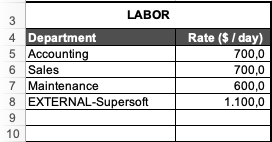 3 LABOR
4 Department Rate ($ / day)
5 Accounting 700,0
6 Sales 700,0
7 Maintenance 600,0
8 EXTERNAL-Supersoft 1.100,0
9
10